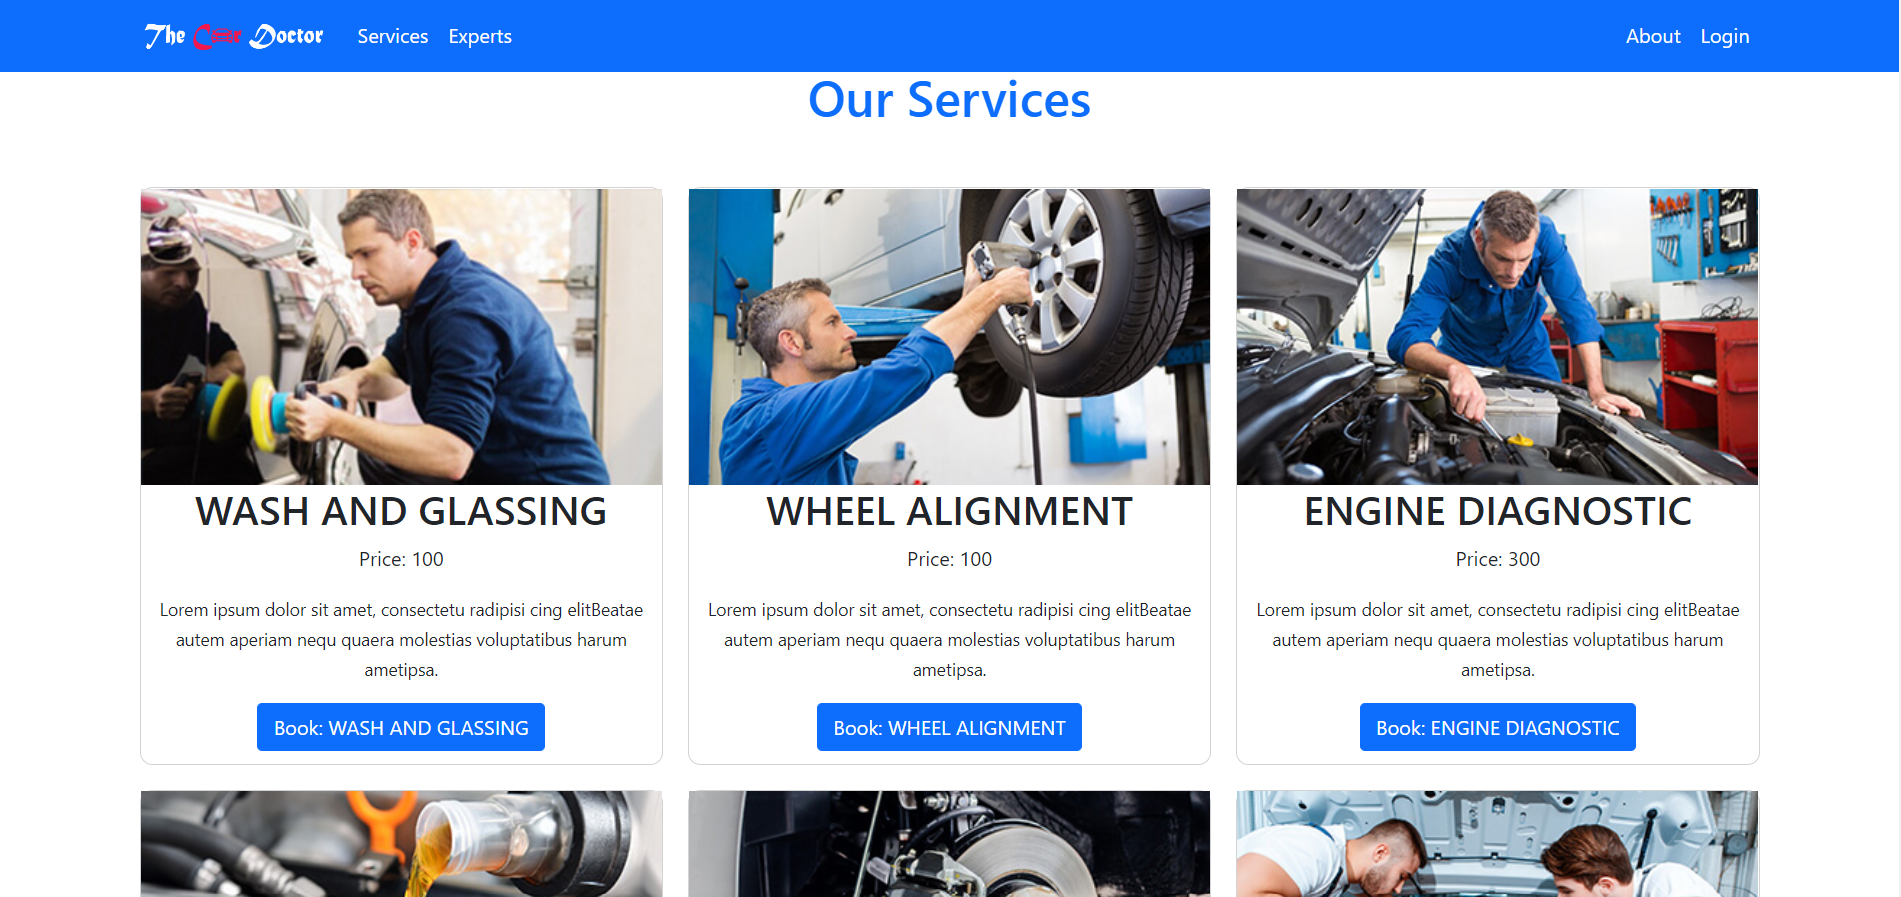 The Car Doctor Services Experts About Login
Our Services
WASH AND GLASSING
Price: 100
Lorem ipsum dolor sit amet, consectetu radipisi cing elitBeatae
autem aperiam nequ quaera molestias voluptatibus harum
ametipsa.
Book: WASH AND GLASSING
WHEEL ALIGNMENT
Price: 100
Lorem ipsum dolor sit amet, consectetu radipisi cing elitBeatae
autem aperiam nequ quaera molestias voluptatibus harum
ametipsa.
Book: WHEEL ALIGNMENT
ENGINE DIAGNOSTIC
Price: 300
Lorem ipsum dolor sit amet, consectetu radipisi cing elitBeatae
autem aperiam nequ quaera molestias voluptatibus harum
ametipsa.
Book: ENGINE DIAGNOSTIC